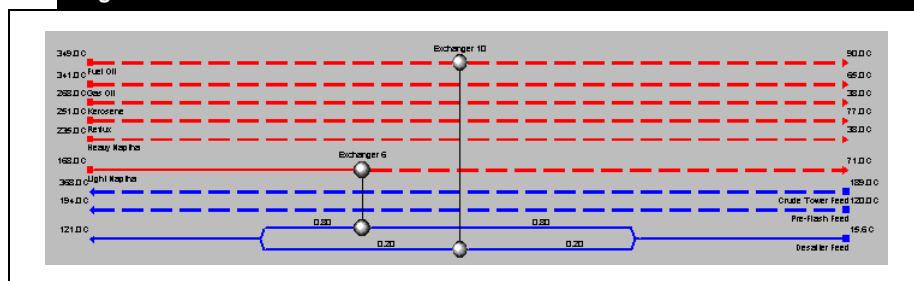 Exchanger 10
349.0 C 90.0 C
Fuel Oil
341.0 C 65.0 C
Gas Oil
268.0 C 38.0 C
Kerosene
251.0 C 77.0 C
Reflux
235.0 C 38.0 C
Heavy Naptha
Exchanger 6
168.0 C 71.0 C
Light Naptha
368.0 C 189.0 C
Crude Tower Feed
194.0 C 120.0 C
Pre-Flash Feed
0.80 0.80
121.0 C 15.6 C
0.20 0.20
Desalter Feed